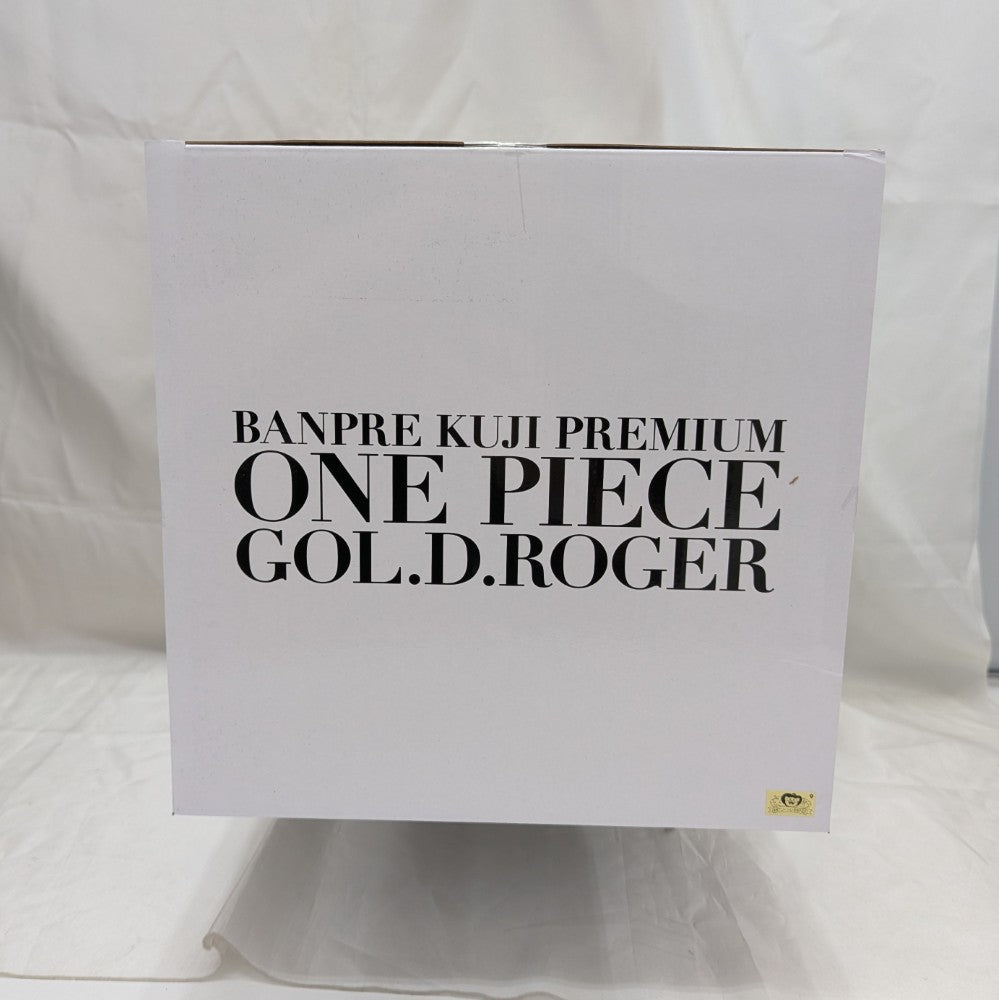 BANPRE KUJI PREMIUM
ONE PIECE
GOL.D.ROGER